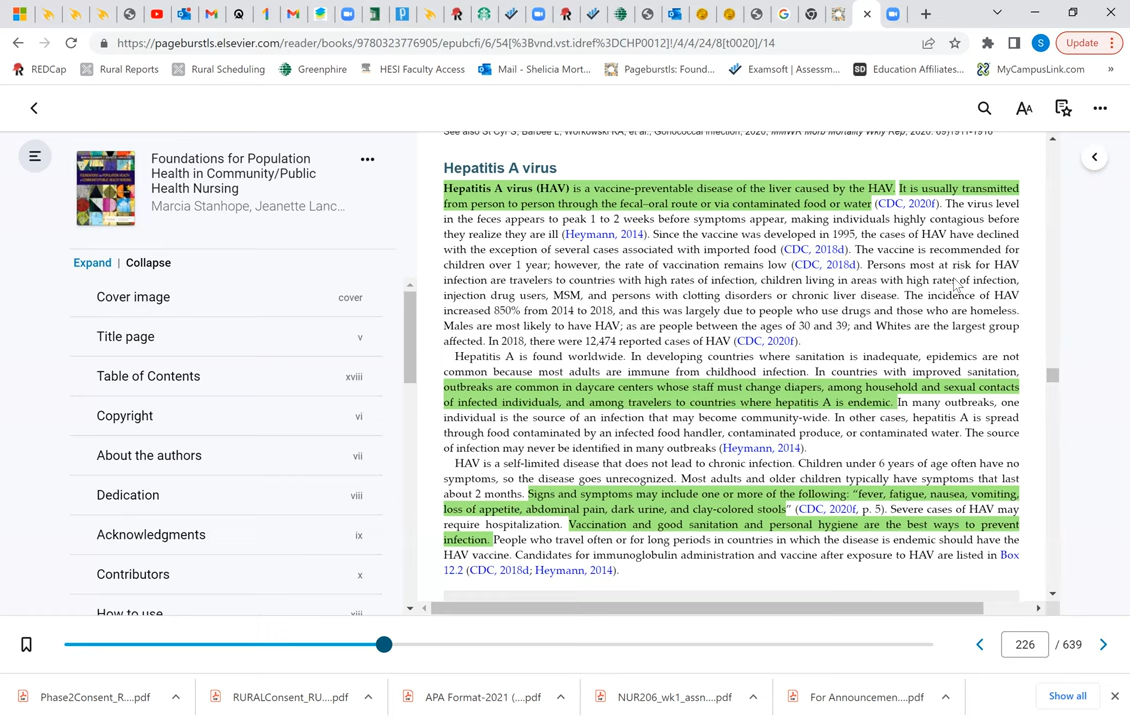 https://pageburstls.elsevier.com/reader/books/9780323776905/epubcfi/6/54[%3Bvnd.vst.idref%3DCHP0012]!/4/4/24/8[t0020]/14
S
Update
REDCap
Rural Reports
Rural Scheduling
Greenphire
HESI Faculty Access
Mail - Shelicia Mort...
Pageburstls: Found...
Examsoft | Assessm...
SD
Education Affiliates...
MyCampusLink.com
»
AA
Foundations for Population
Health in Community/Public
Health Nursing
Marcia Stanhope, Jeanette Lanc...
Expand | Collapse
Cover image cover
Title page v
Table of Contents xviii
Copyright vi
About the authors vii
Dedication viii
Acknowledgments ix
Contributors x
How to use xiii
See also St Cyr S, Barbee L, Workowski KA, et al., Gonococcal infection, 2020, MMWR Morb Mortality Wkly Rep, 2020. 69)1911-1916
Hepatitis A virus
Hepatitis A virus (HAV) is a vaccine-preventable disease of the liver caused by the HAV. It is usually transmitted
from person to person through the fecal–oral route or via contaminated food or water (CDC, 2020f). The virus level
in the feces appears to peak 1 to 2 weeks before symptoms appear, making individuals highly contagious before
they realize they are ill (Heymann, 2014). Since the vaccine was developed in 1995, the cases of HAV have declined
with the exception of several cases associated with imported food (CDC, 2018d). The vaccine is recommended for
children over 1 year; however, the rate of vaccination remains low (CDC, 2018d). Persons most at risk for HAV
infection are travelers to countries with high rates of infection, children living in areas with high rates of infection,
injection drug users, MSM, and persons with clotting disorders or chronic liver disease. The incidence of HAV
increased 850% from 2014 to 2018, and this was largely due to people who use drugs and those who are homeless.
Males are most likely to have HAV; as are people between the ages of 30 and 39; and Whites are the largest group
affected. In 2018, there were 12,474 reported cases of HAV (CDC, 2020f).
Hepatitis A is found worldwide. In developing countries where sanitation is inadequate, epidemics are not
common because most adults are immune from childhood infection. In countries with improved sanitation,
outbreaks are common in daycare centers whose staff must change diapers, among household and sexual contacts
of infected individuals, and among travelers to countries where hepatitis A is endemic. In many outbreaks, one
individual is the source of an infection that may become community-wide. In other cases, hepatitis A is spread
through food contaminated by an infected food handler, contaminated produce, or contaminated water. The source
of infection may never be identified in many outbreaks (Heymann, 2014).
HAV is a self-limited disease that does not lead to chronic infection. Children under 6 years of age often have no
symptoms, so the disease goes unrecognized. Most adults and older children typically have symptoms that last
about 2 months. Signs and symptoms may include one or more of the following: “fever, fatigue, nausea, vomiting,
loss of appetite, abdominal pain, dark urine, and clay-colored stools” (CDC, 2020f, p. 5). Severe cases of HAV may
require hospitalization. Vaccination and good sanitation and personal hygiene are the best ways to prevent
infection. People who travel often or for long periods in countries in which the disease is endemic should have the
HAV vaccine. Candidates for immunoglobulin administration and vaccine after exposure to HAV are listed in Box
12.2 (CDC, 2018d; Heymann, 2014).
226 / 639
Phase2Consent_R....pdf
RURALConsent_RU....pdf
APA Format-2021 (....pdf
NUR206_wk1_assn....pdf
For Announcemen....pdf
Show all